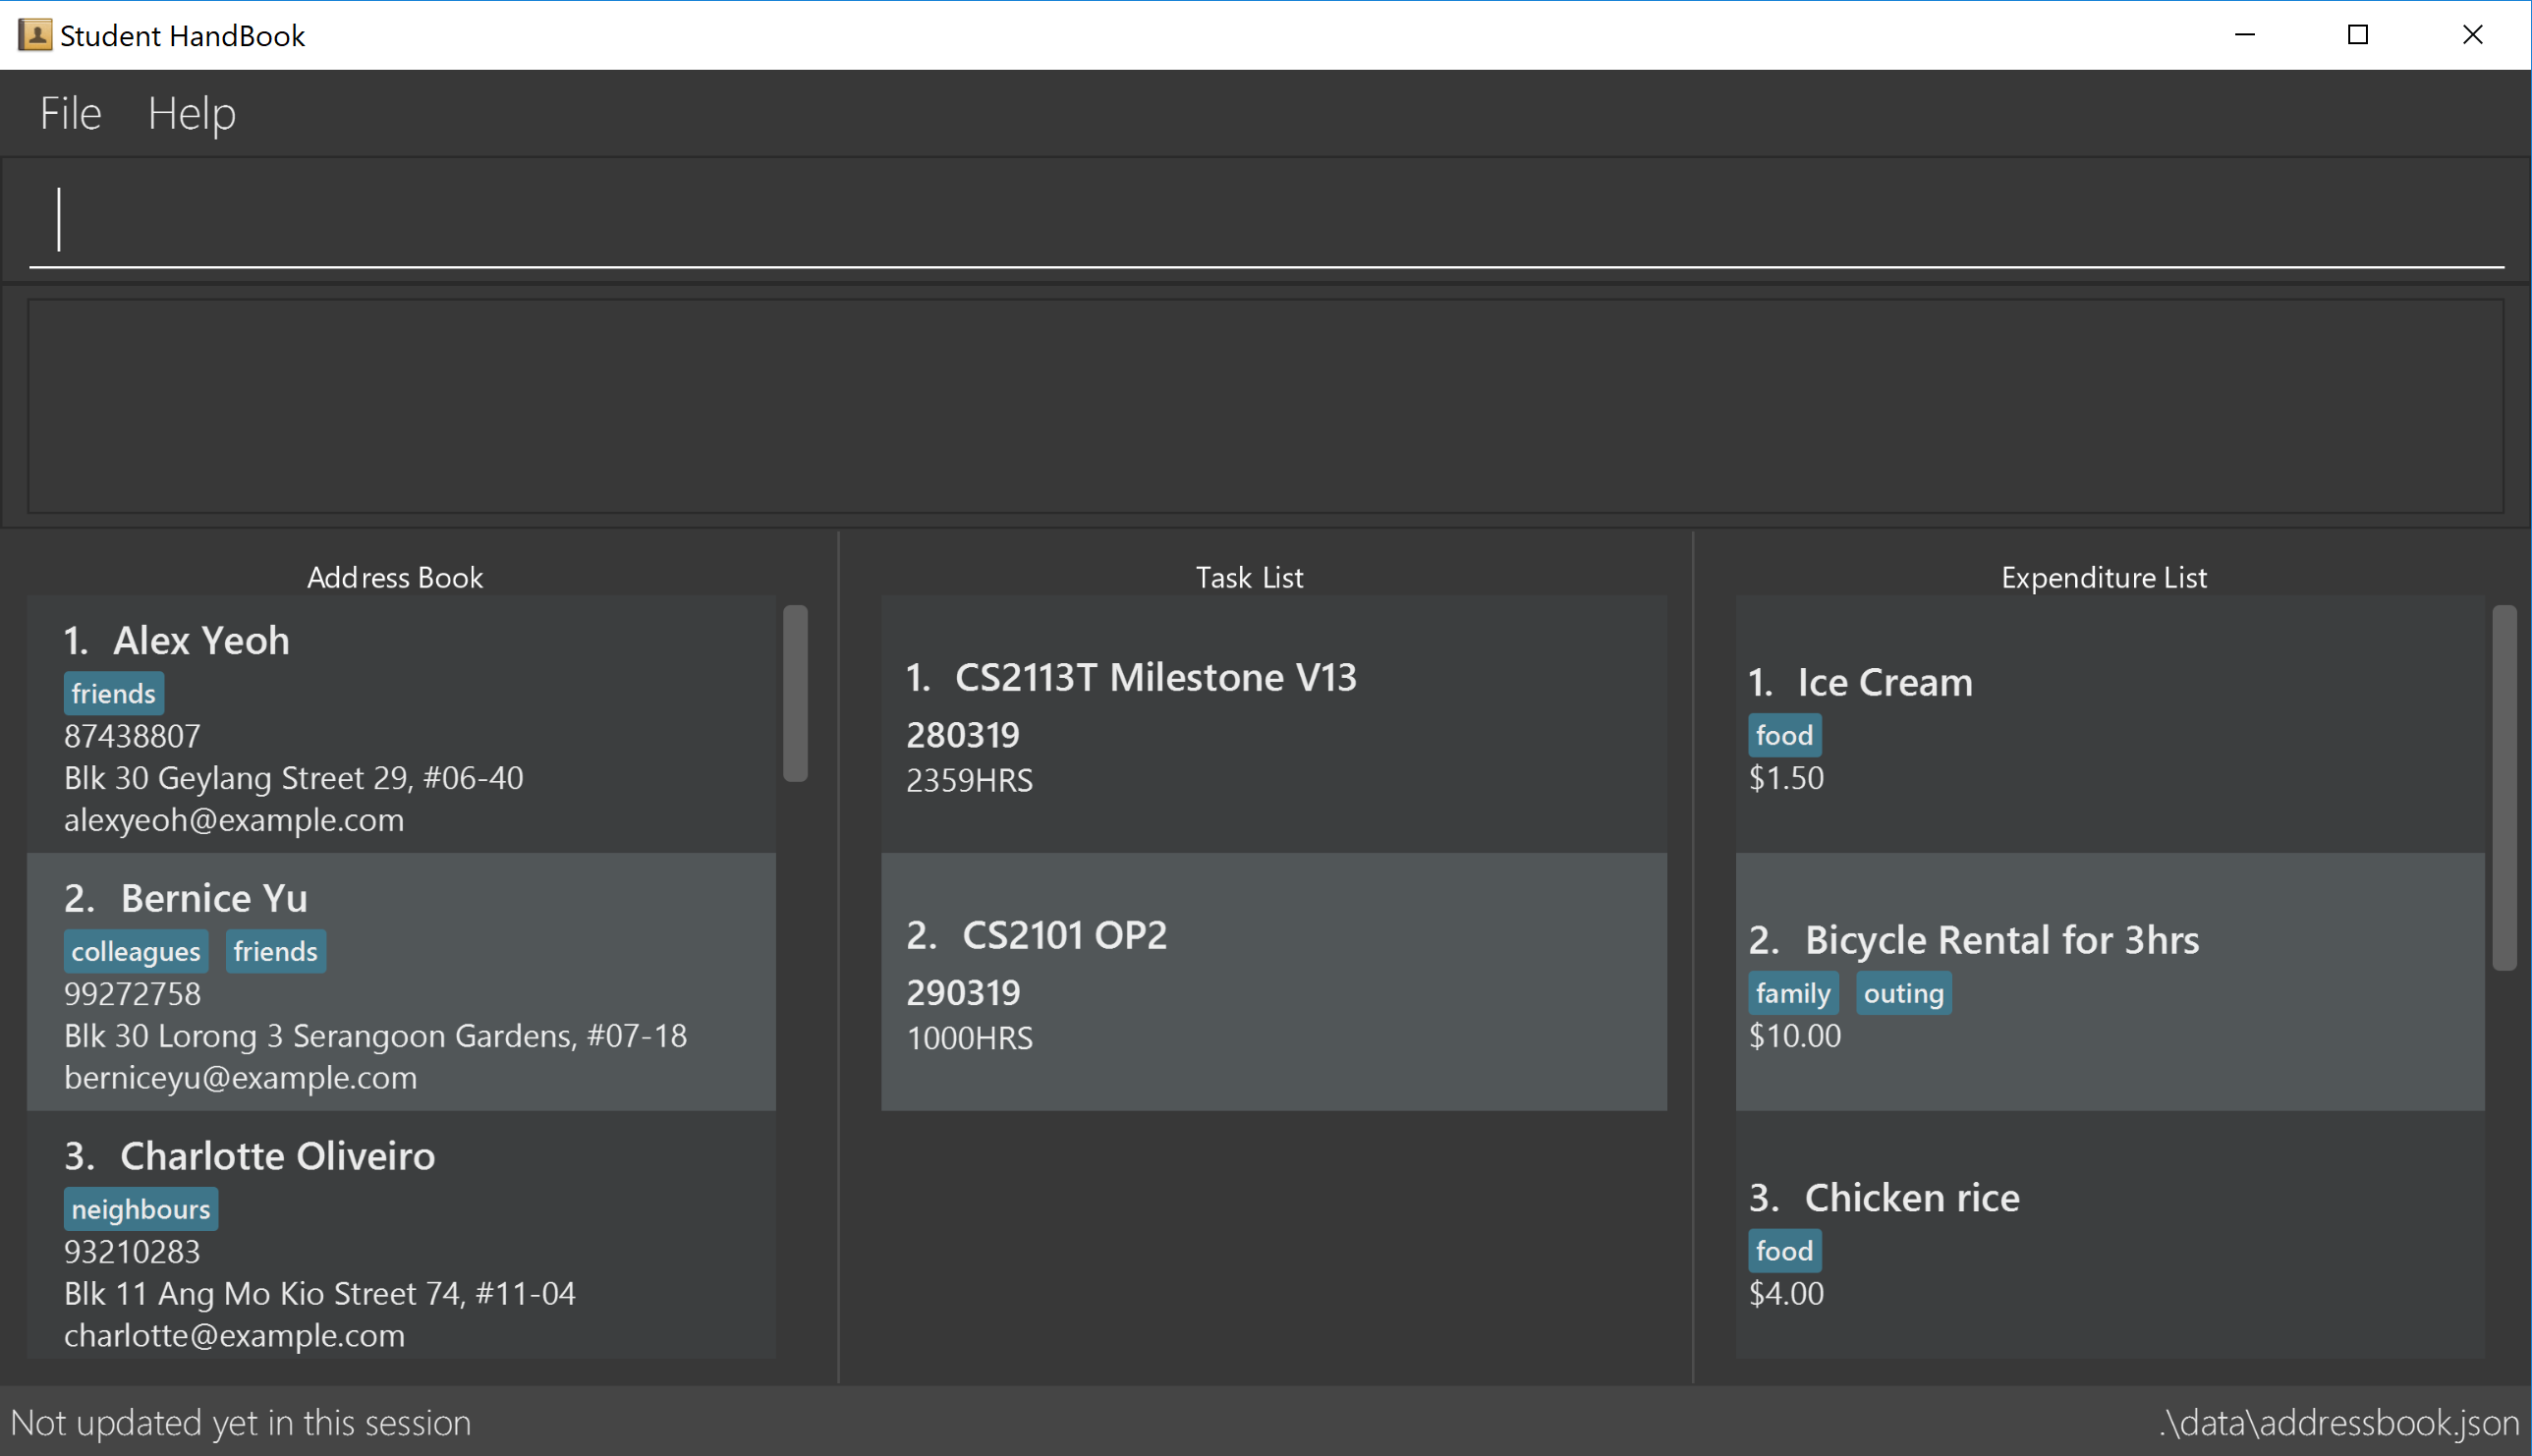 Student HandBook
File Help
Address Book
1. Alex Yeoh
friends
87438807
Blk 30 Geylang Street 29, #06-40
alexyeoh@example.com
2. Bernice Yu
colleagues friends
99272758
Blk 30 Lorong 3 Serangoon Gardens, #07-18
berniceyu@example.com
3. Charlotte Oliveiro
neighbours
93210283
Blk 11 Ang Mo Kio Street 74, #11-04
charlotte@example.com
Task List
1. CS2113T Milestone V13
280319
2359HRS
2. CS2101 OP2
290319
1000HRS
Expenditure List
1. Ice Cream
food
$1.50
2. Bicycle Rental for 3hrs
family outing
$10.00
3. Chicken rice
food
$4.00
Not updated yet in this session
.\data\addressbook.json